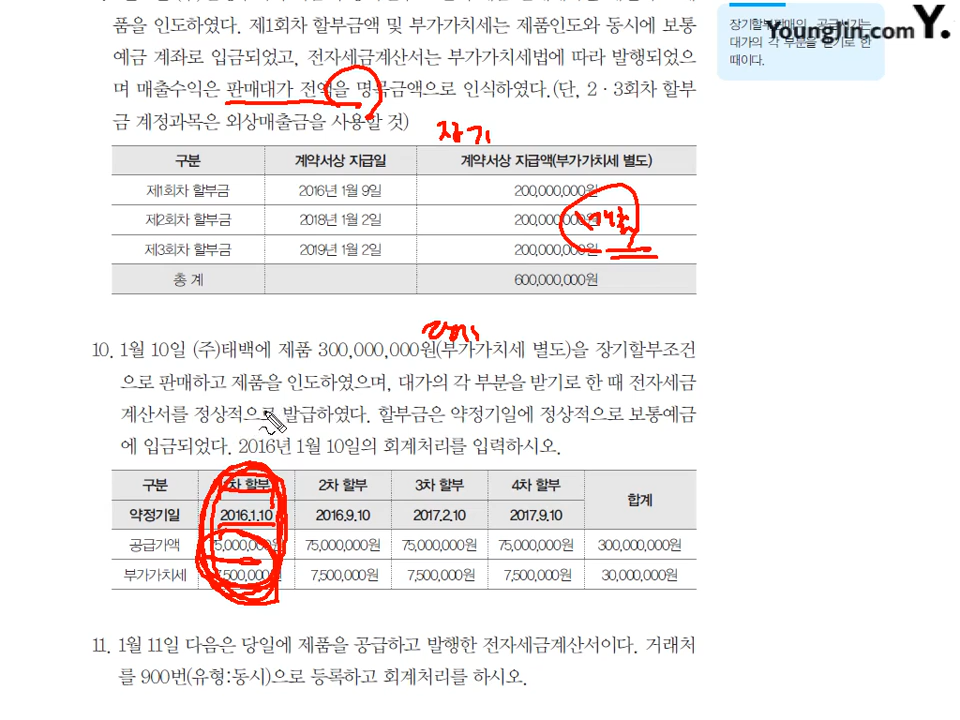 품을 인도하였다. 제1회차 할부금액 및 부가가치세는 제품인도와 동시에 보통
예금 계좌로 입금되었고, 전자세금계산서는 부가가치세법에 따라 발행되었으
며 매출수익은 판매대가 전액을 명목금액으로 인식하였다.(단, 2 · 3회차 할부
금 계정과목은 외상매출금을 사용할 것)
장기
구분 계약서상 지급일 계약서상 지급액(부가가치세 별도)
제1회차 할부금 2016년 1월 9일 200,000,000원
제2회차 할부금 2018년 1월 2일 200,000,000원
제3회차 할부금 2019년 1월 2일 200,000,000원
총 계 600,000,000원
장기
10. 1월 10일 (주)태백에 제품 300,000,000원(부가가치세 별도)을 장기할부조건
으로 판매하고 제품을 인도하였으며, 대가의 각 부분을 받기로 한 때 전자세금
계산서를 정상적으로 발급하였다. 할부금은 약정기일에 정상적으로 보통예금
에 입금되었다. 2016년 1월 10일의 회계처리를 입력하시오.
구분 1차 할부 2차 할부 3차 할부 4차 할부 합계
약정기일 2016.1.10 2016.9.10 2017.2.10 2017.9.10
공급가액 75,000,000원 75,000,000원 75,000,000원 75,000,000원 300,000,000원
부가가치세 7,500,000원 7,500,000원 7,500,000원 7,500,000원 30,000,000원
11. 1월 11일 다음은 당일에 제품을 공급하고 발행한 전자세금계산서이다. 거래처
를 900번(유형:동시)으로 등록하고 회계처리를 하시오.
장기할부판매의 공급시기는
대가의 각 부분을 받기로 한
때이다.
YoungJin.com Y.